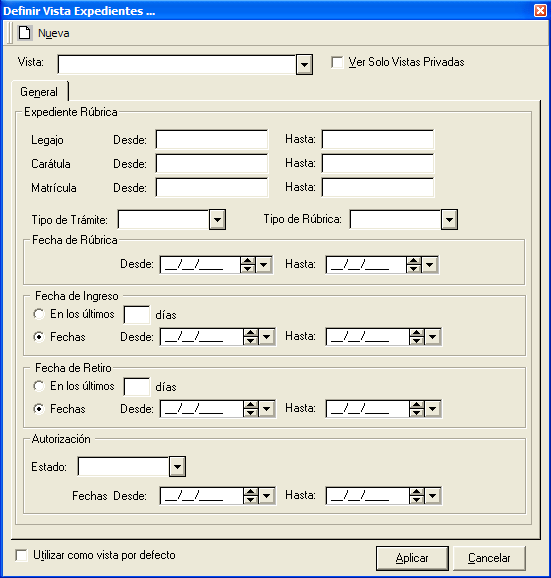 Definir Vista Expedientes ...
Nueva
Vista: Ver Solo Vistas Privadas
General
Expediente Rúbrica
Legajo Desde: Hasta:
Carátula Desde: Hasta:
Matrícula Desde: Hasta:
Tipo de Trámite: Tipo de Rúbrica:
Fecha de Rúbrica
Desde: __/__/____ Hasta: __/__/____
Fecha de Ingreso
En los últimos días
Fechas Desde: __/__/____ Hasta: __/__/____
Fecha de Retiro
En los últimos días
Fechas Desde: __/__/____ Hasta: __/__/____
Autorización
Estado:
Fechas Desde: __/__/____ Hasta: __/__/____
Utilizar como vista por defecto Aplicar Cancelar